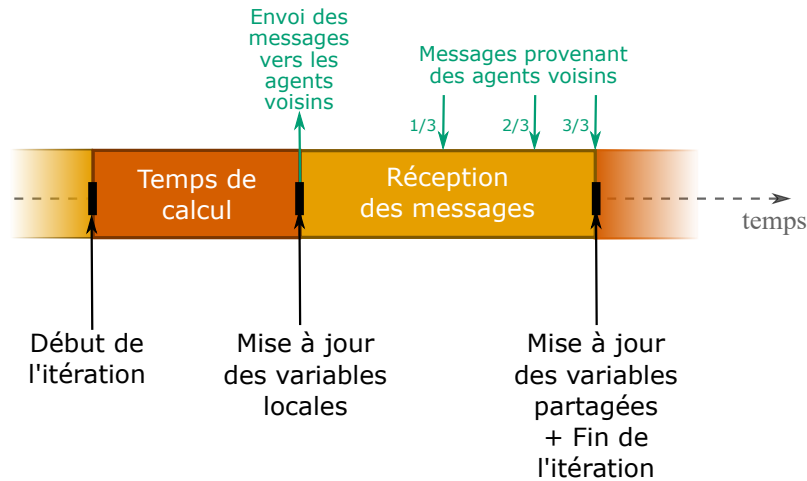 Envoi des
messages
vers les
agents
voisins
Messages provenant
des agents voisins
1/3
2/3
3/3
Temps de
calcul
Réception
des messages
temps
Début de
l'itération
Mise à jour
des variables
locales
Mise à jour
des variables
partagées
+ Fin de
l'itération